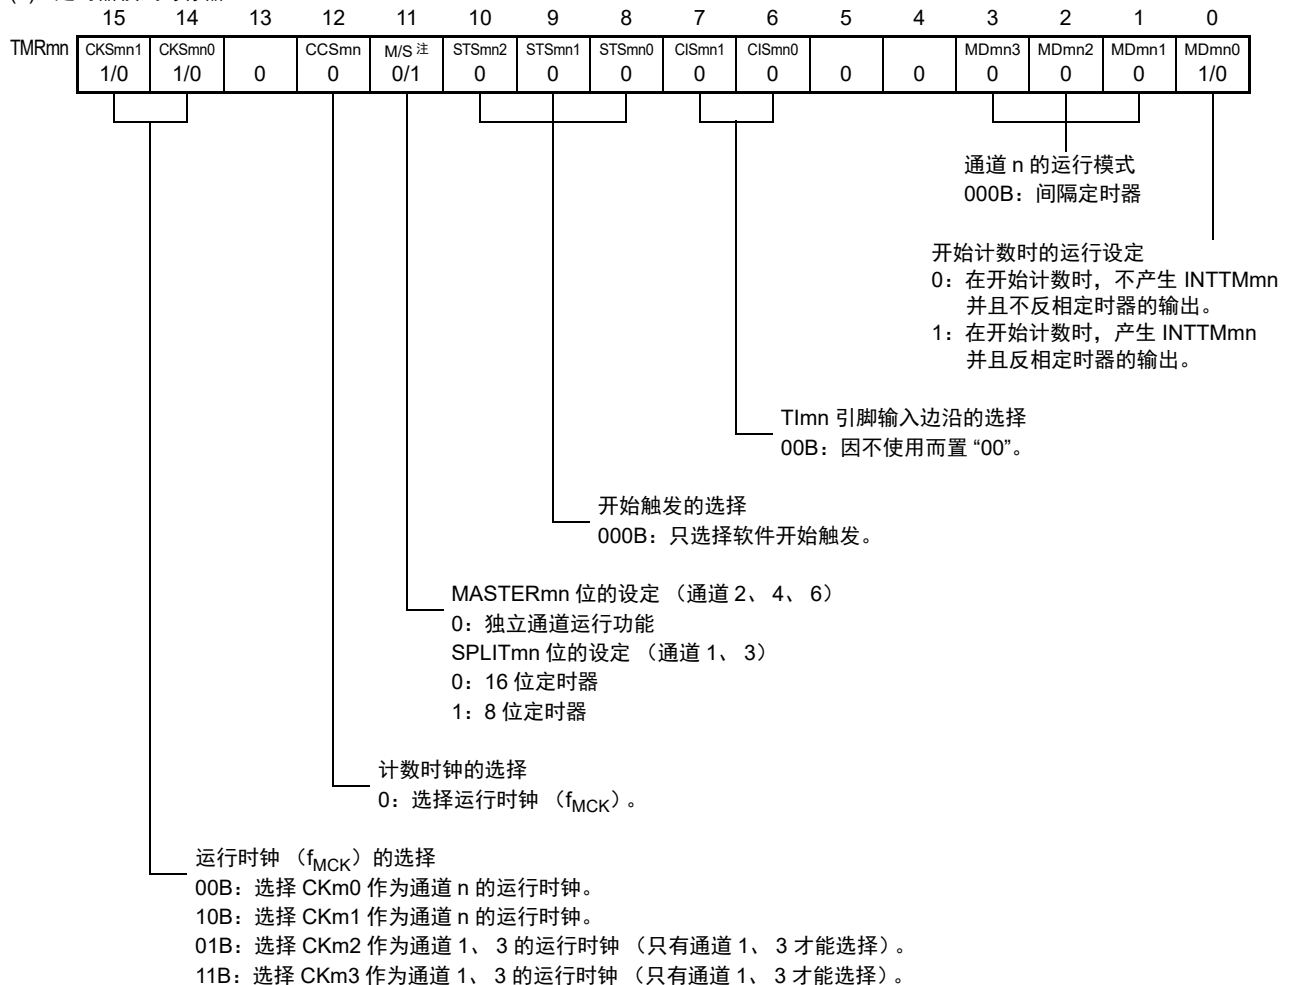 15 14 13 12 11 10 9 8 7 6 5 4 3 2 1 0
TMRmn CKSmn1 CKSmn0 CCSmn M/S 注 STSmn2 STSmn1 STSmn0 CISmn1 CISmn0 MDmn3 MDmn2 MDmn1 MDmn0
1/0 1/0 0 0 0/1 0 0 0 0 0 0 0 0 0 0 1/0
通道 n 的运行模式
000B：间隔定时器
开始计数时的运行设定
0：在开始计数时，不产生 INTTMmn
并且不反相定时器的输出。
1：在开始计数时，产生 INTTMmn
并且反相定时器的输出。
TImn 引脚输入边沿的选择
00B：因不使用而置 “00”。
开始触发的选择
000B：只选择软件开始触发。
MASTERmn 位的设定 （通道 2、 4、 6）
0：独立通道运行功能
SPLITmn 位的设定 （通道 1、 3）
0：16 位定时器
1：8 位定时器
计数时钟的选择
0：选择运行时钟 （fMCK）。
运行时钟 （fMCK）的选择
00B：选择 CKm0 作为通道 n 的运行时钟。
10B：选择 CKm1 作为通道 n 的运行时钟。
01B：选择 CKm2 作为通道 1、 3 的运行时钟 （只有通道 1、 3 才能选择）。
11B：选择 CKm3 作为通道 1、 3 的运行时钟 （只有通道 1、 3 才能选择）。